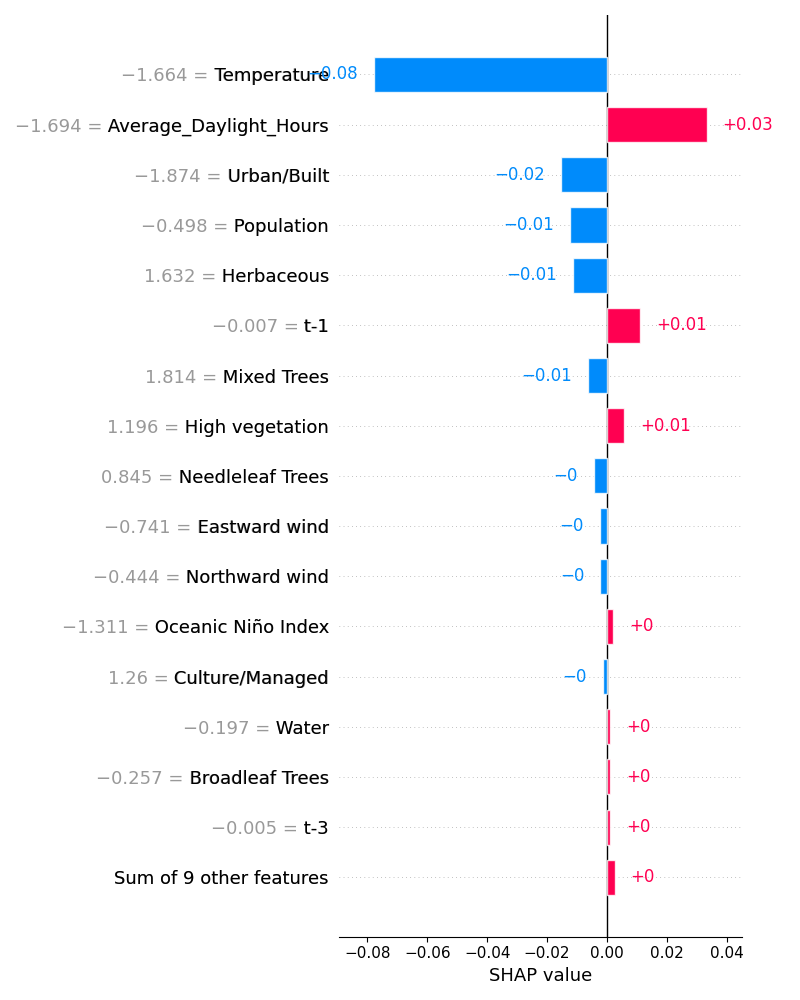 −1.664 = Temperature −0.08
−1.694 = Average_Daylight_Hours +0.03
−1.874 = Urban/Built −0.02
−0.498 = Population −0.01
1.632 = Herbaceous −0.01
−0.007 = t-1 +0.01
1.814 = Mixed Trees −0.01
1.196 = High vegetation +0.01
0.845 = Needleleaf Trees −0
−0.741 = Eastward wind −0
−0.444 = Northward wind −0
−1.311 = Oceanic Niño Index +0
1.26 = Culture/Managed −0
−0.197 = Water +0
−0.257 = Broadleaf Trees +0
−0.005 = t-3 +0
Sum of 9 other features +0
−0.08 −0.06 −0.04 −0.02 0.00 0.02 0.04
SHAP value